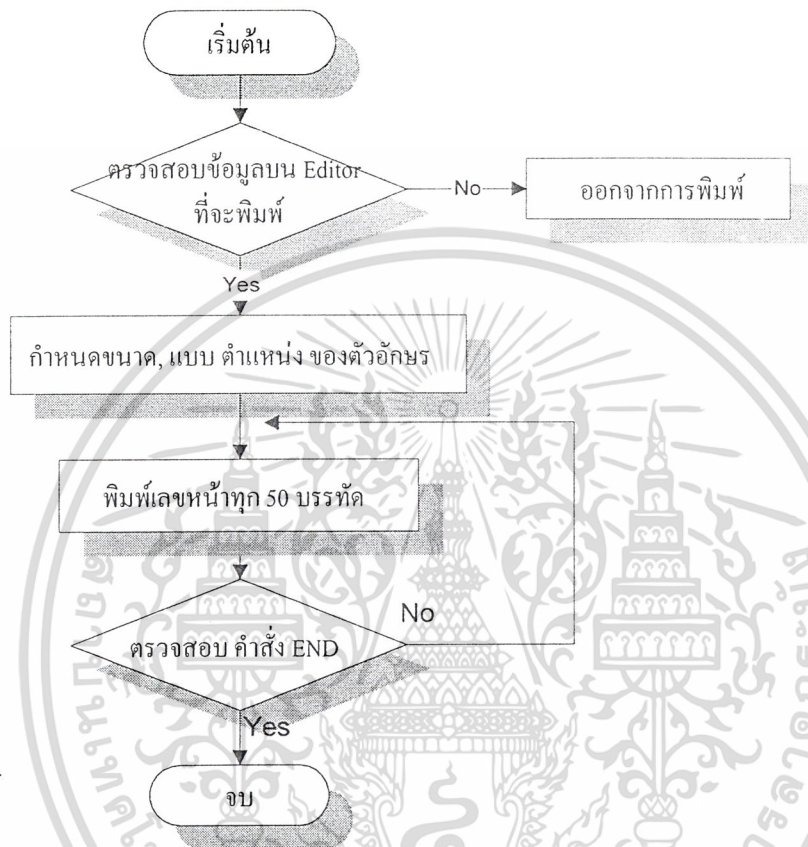 เริ่มต้น
ตรวจสอบข้อมูลบน Editor
ที่จะพิมพ์
No
ออกจากการพิมพ์
Yes
กำหนดขนาด, แบบ ตำแหน่ง ของตัวอักษร
พิมพ์เลขหน้าทุก 50 บรรทัด
ตรวจสอบ คำสั่ง END
No
Yes
จบ